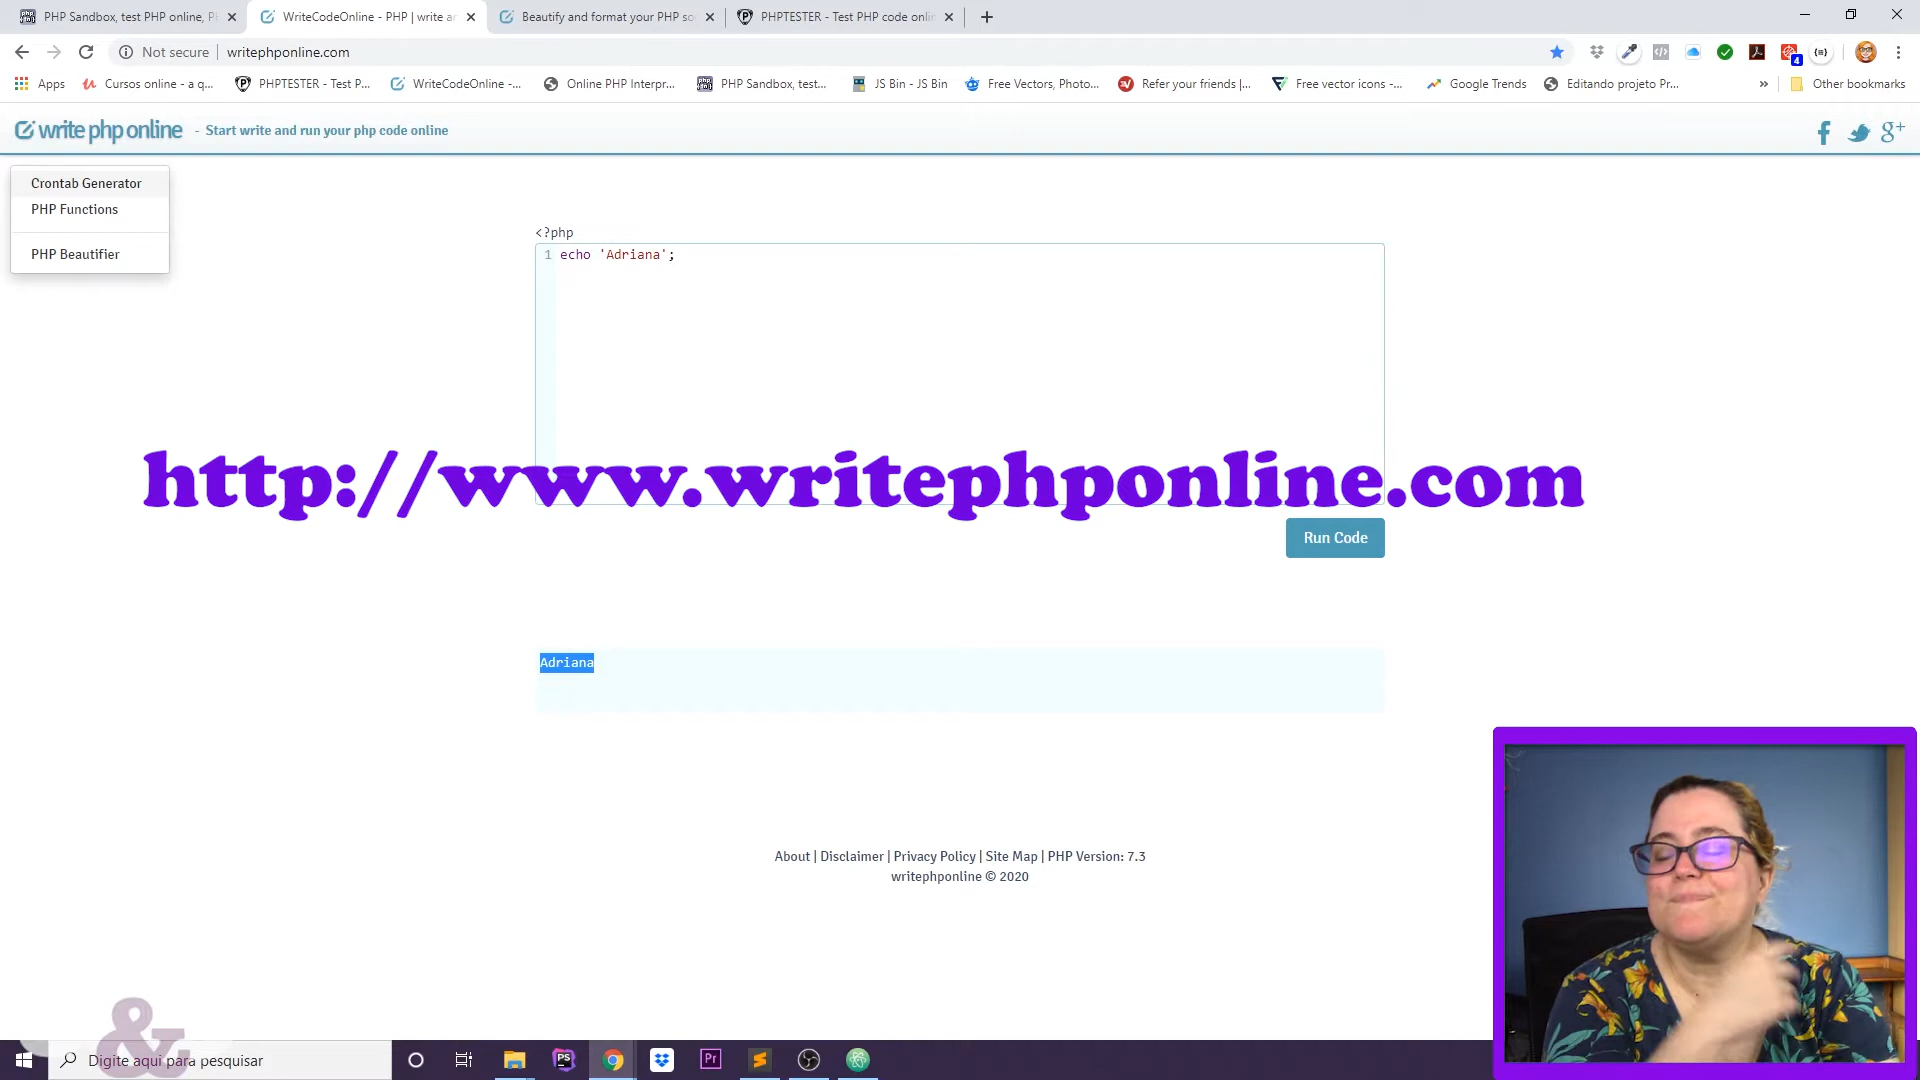 PHP Sandbox, test PHP online, P
WriteCodeOnline - PHP | write ar
Beautify and format your PHP so
PHPTESTER - Test PHP code onlin
Not secure
writephponline.com
Apps
Cursos online - a q...
PHPTESTER - Test P...
WriteCodeOnline -...
Online PHP Interpr...
PHP Sandbox, test...
JS Bin - JS Bin
Free Vectors, Photo...
Refer your friends |...
Free vector icons -...
Google Trends
Editando projeto Pr...
»
Other bookmarks
write php online
- Start write and run your php code online
Crontab Generator
PHP Functions
PHP Beautifier
<?php
1 echo 'Adriana';
http://www.writephponline.com
Run Code
Adriana
About | Disclaimer | Privacy Policy | Site Map | PHP Version: 7.3
writephponline © 2020
&
Digite aqui para pesquisar